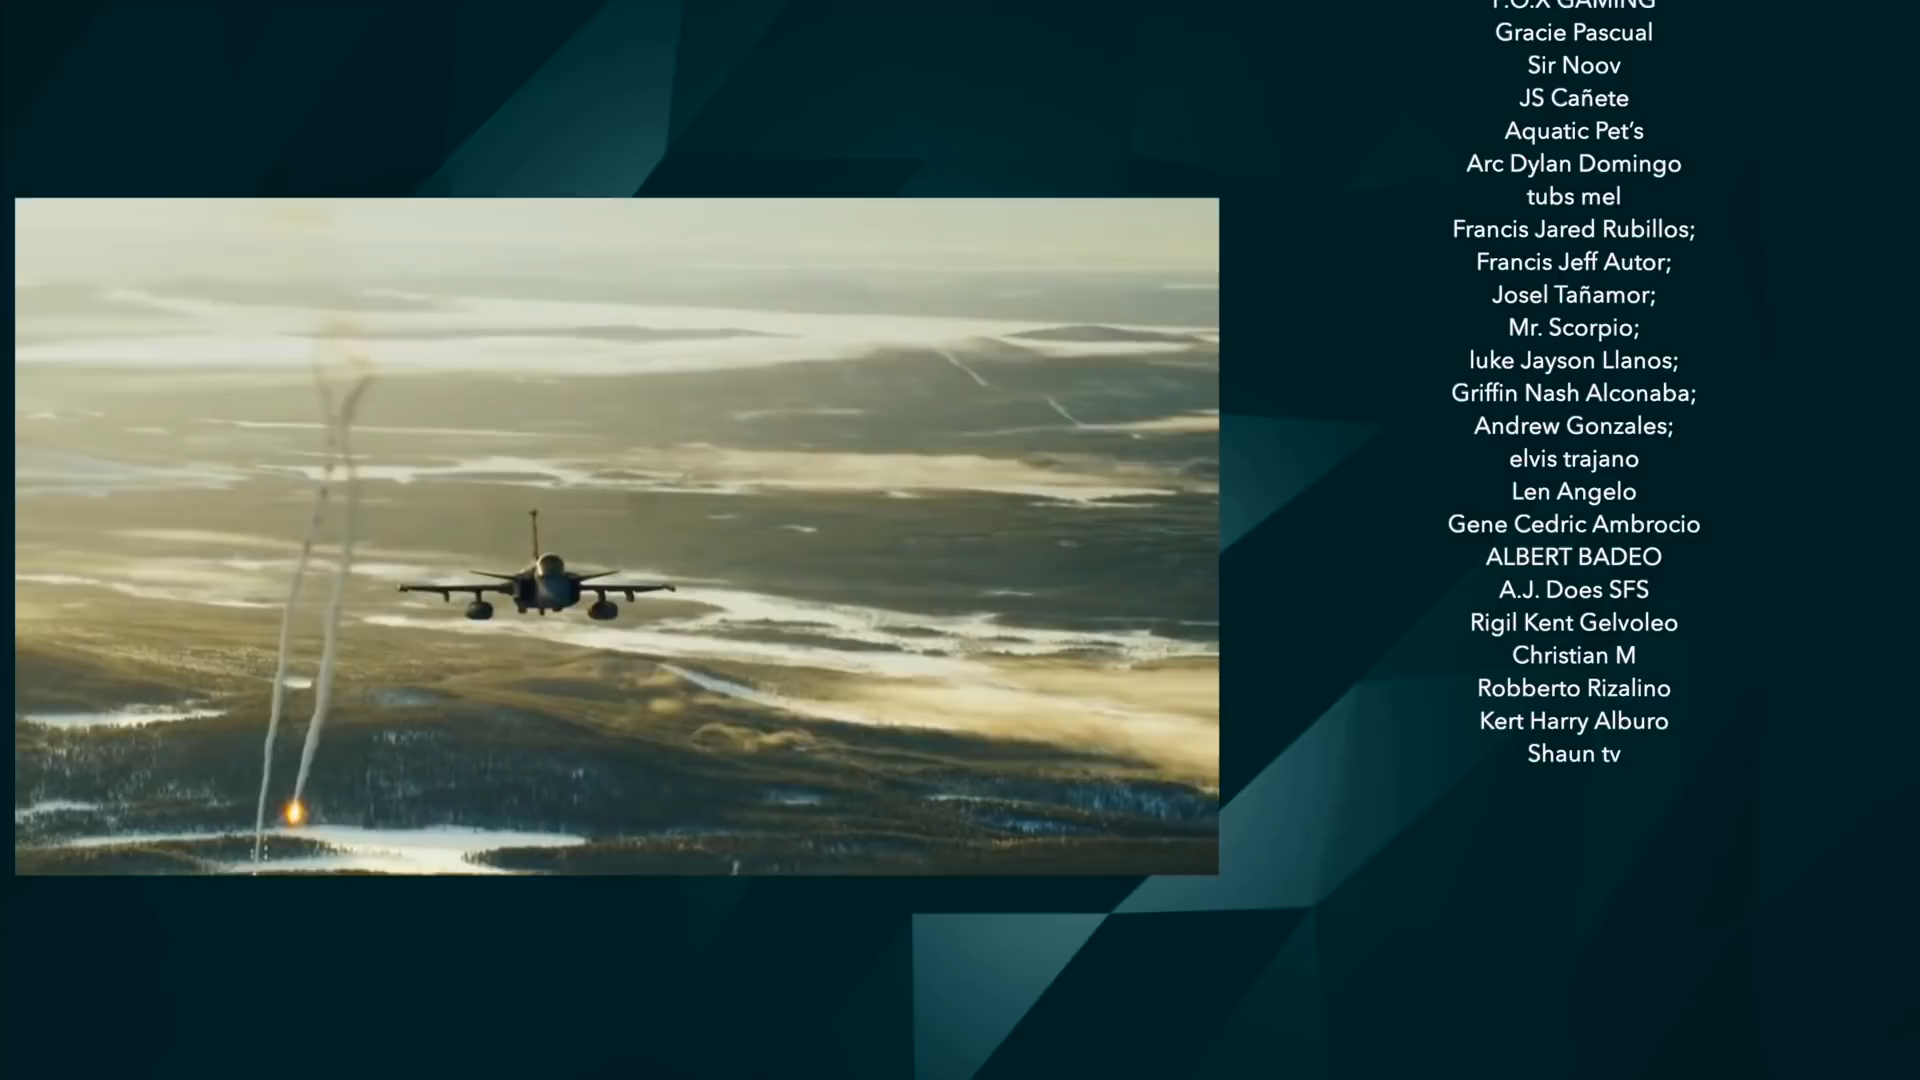 F.O.X GAMING
Gracie Pascual
Sir Noov
JS Cañete
Aquatic Pet’s
Arc Dylan Domingo
tubs mel
Francis Jared Rubillos;
Francis Jeff Autor;
Josel Tañamor;
Mr. Scorpio;
luke Jayson Llanos;
Griffin Nash Alconaba;
Andrew Gonzales;
elvis trajano
Len Angelo
Gene Cedric Ambrocio
ALBERT BADEO
A.J. Does SFS
Rigil Kent Gelvoleo
Christian M
Robberto Rizalino
Kert Harry Alburo
Shaun tv